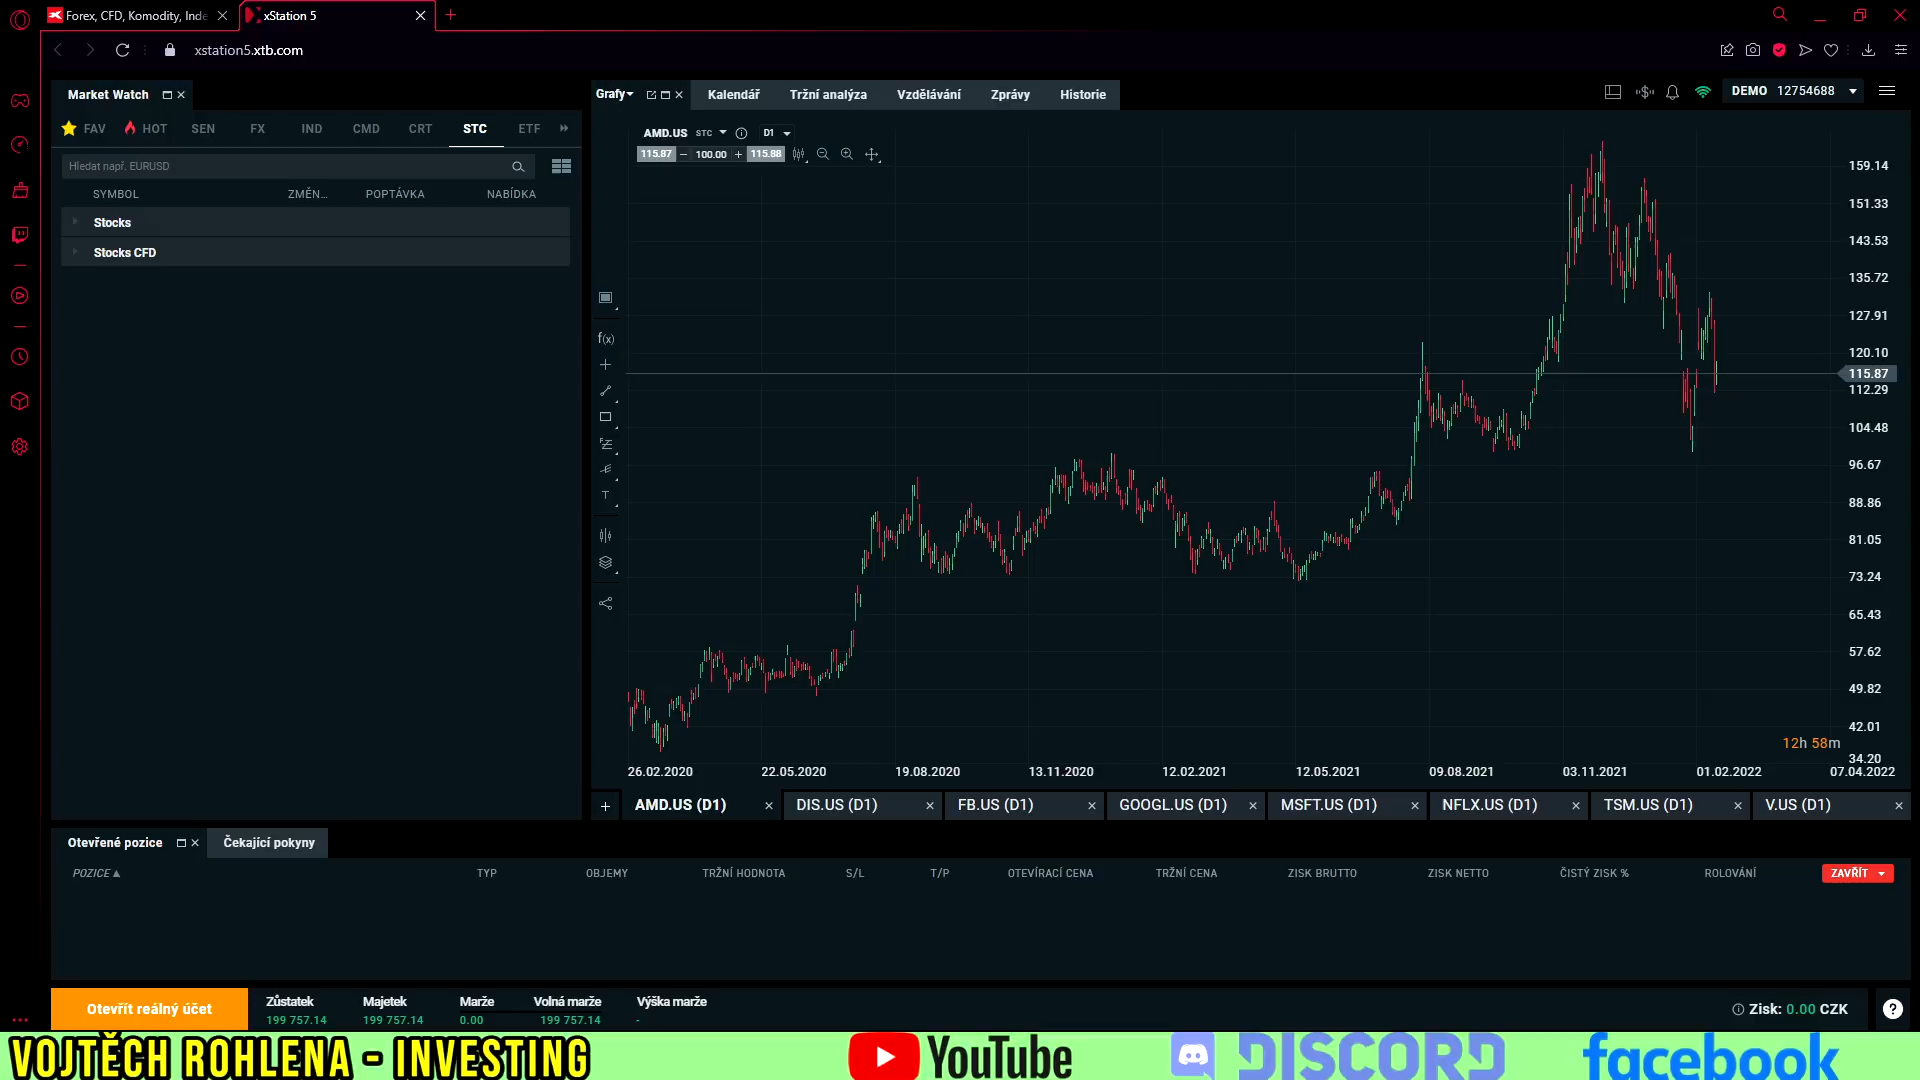 Forex, CFD, Komodity, Inde
xStation 5
xstation5.xtb.com
Market Watch
Grafy
Kalendář
Tržní analýza
Vzdělávání
Zprávy
Historie
DEMO 12754688
FAV
HOT
SEN
FX
IND
CMD
CRT
STC
ETF
Hledat např. EURUSD
SYMBOL
ZMĚN...
POPTÁVKA
NABÍDKA
Stocks
Stocks CFD
AMD.US STC D1
115.87 – 100.00 + 115.88
f(x)
T
159.14
151.33
143.53
135.72
127.91
120.10
115.87
112.29
104.48
96.67
88.86
81.05
73.24
65.43
57.62
49.82
42.01
34.20
12h 58m
26.02.2020
22.05.2020
19.08.2020
13.11.2020
12.02.2021
12.05.2021
09.08.2021
03.11.2021
01.02.2022
07.04.2022
AMD.US (D1)
DIS.US (D1)
FB.US (D1)
GOOGL.US (D1)
MSFT.US (D1)
NFLX.US (D1)
TSM.US (D1)
V.US (D1)
Otevřené pozice
Čekající pokyny
POZICE
TYP
OBJEMY
TRŽNÍ HODNOTA
S/L
T/P
OTEVÍRACÍ CENA
TRŽNÍ CENA
ZISK BRUTTO
ZISK NETTO
ČISTÝ ZISK %
ROLOVÁNÍ
ZAVŘÍT
Otevřít reálný účet
Zůstatek
Majetek
Marže
Volná marže
Výška marže
199 757.14
199 757.14
0.00
199 757.14
-
Zisk: 0.00 CZK
?
VOJTĚCH ROHLENA - INVESTING
YouTube
DISCORD
facebook